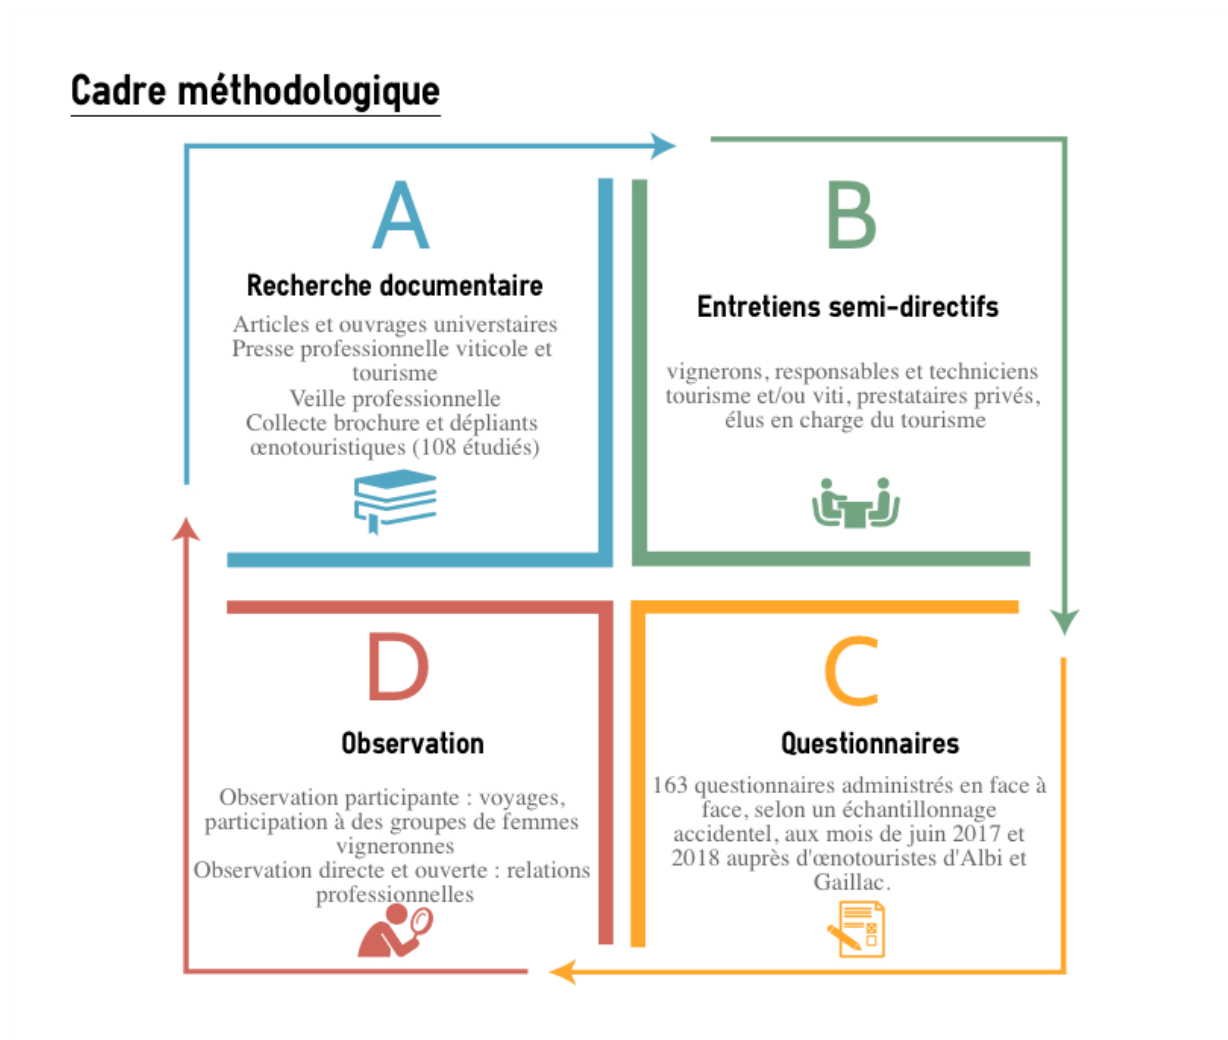 Cadre méthodologique
A
Recherche documentaire
Articles et ouvrages universtaires
Presse professionnelle viticole et
tourisme
Veille professionnelle
Collecte brochure et dépliants
œnotouristiques (108 étudiés)
B
Entretiens semi-directifs
vignerons, responsables et techniciens
tourisme et/ou viti, prestataires privés,
élus en charge du tourisme
D
Observation
Observation participante : voyages,
participation à des groupes de femmes
vigneronnes
Observation directe et ouverte : relations
professionnelles
C
Questionnaires
163 questionnaires administrés en face à
face, selon un échantillonnage
accidentel, aux mois de juin 2017 et
2018 auprès d'œnotouristes d'Albi et
Gaillac.